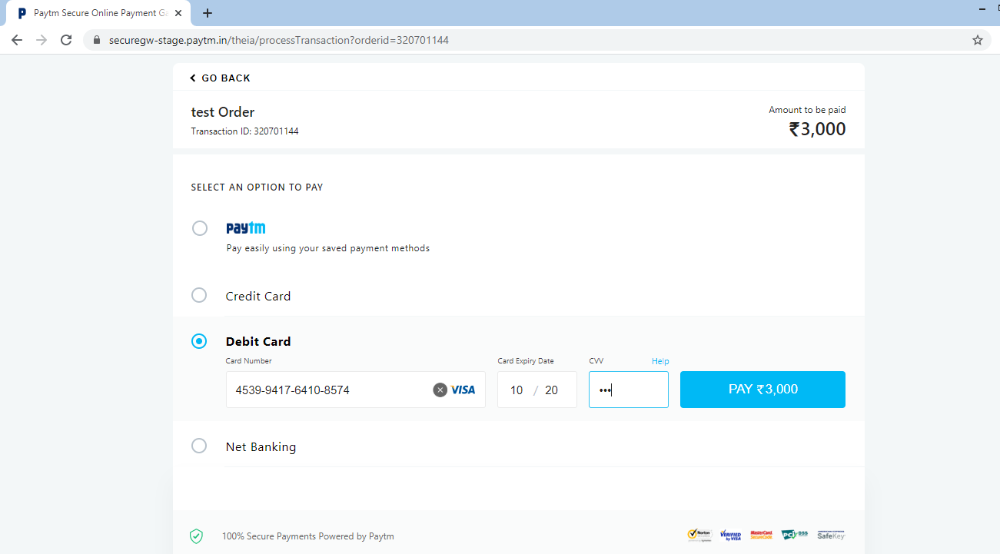 Paytm Secure Online Payment Ga
securegw-stage.paytm.in/theia/processTransaction?orderid=320701144
GO BACK
test Order
Transaction ID: 320701144
Amount to be paid
₹3,000
SELECT AN OPTION TO PAY
paytm
Pay easily using your saved payment methods
Credit Card
Debit Card
Card Number
Card Expiry Date
CVV
Help
4539-9417-6410-8574
VISA
10 / 20
•••
PAY ₹3,000
Net Banking
100% Secure Payments Powered by Paytm
Norton
VERIFIED
by VISA
MasterCard
SecureCode
PCI DSS
AMERICAN EXPRESS
SafeKey